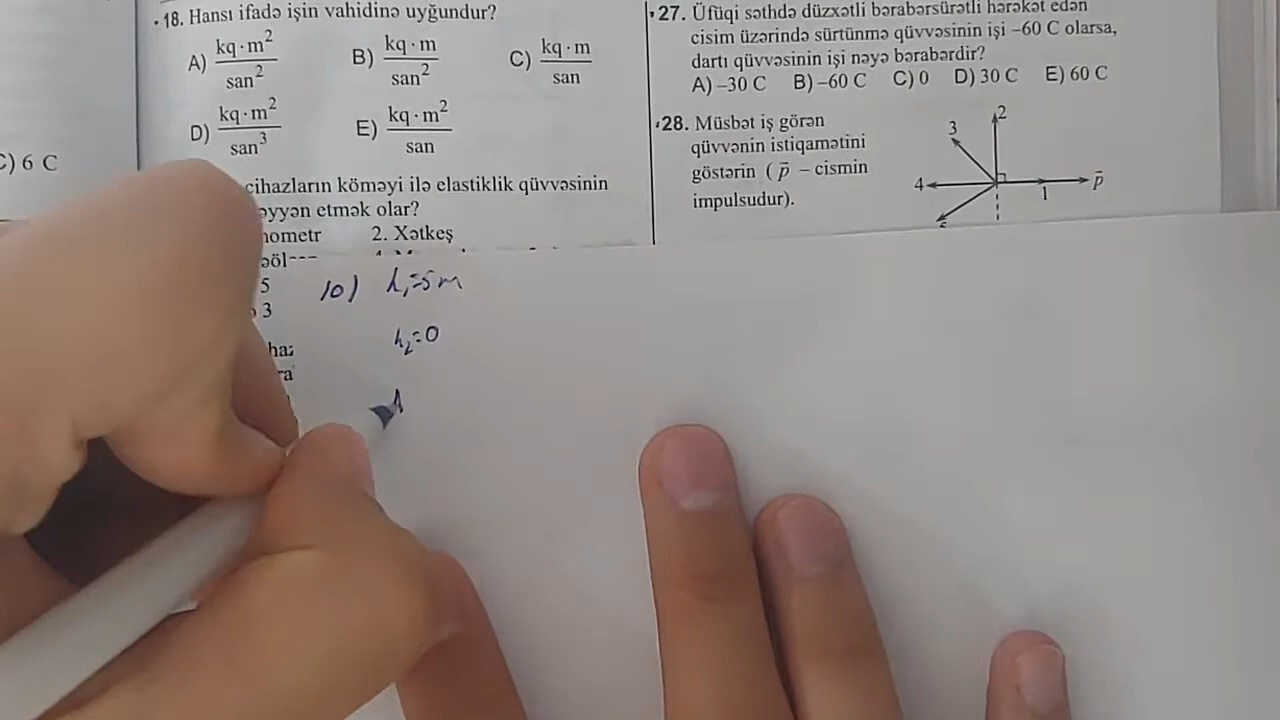 C) 6 C
18. Hansı ifadə işin vahidinə uyğundur?
A) kq·m²/san²  B) kq·m/san²  C) kq·m/san
D) kq·m²/san³  E) kq·m²/san
cihazların köməyi ilə elastiklik qüvvəsinin
əyyən etmək olar?
nometr  2. Xətkeş
5
3
27. Üfüqi səthdə düzxətli bərabərsürətli hərəkət edən
cisim üzərində sürtünmə qüvvəsinin işi –60 C olarsa,
dartı qüvvəsinin işi nəyə bərabərdir?
A) –30 C  B) –60 C  C) 0  D) 30 C  E) 60 C
28. Müsbət iş görən
qüvvənin istiqamətini
göstərin ( p⃗ – cismin
impulsudur).
2
3
4
1
p⃗
10) h₁=5m
h₂=0
A